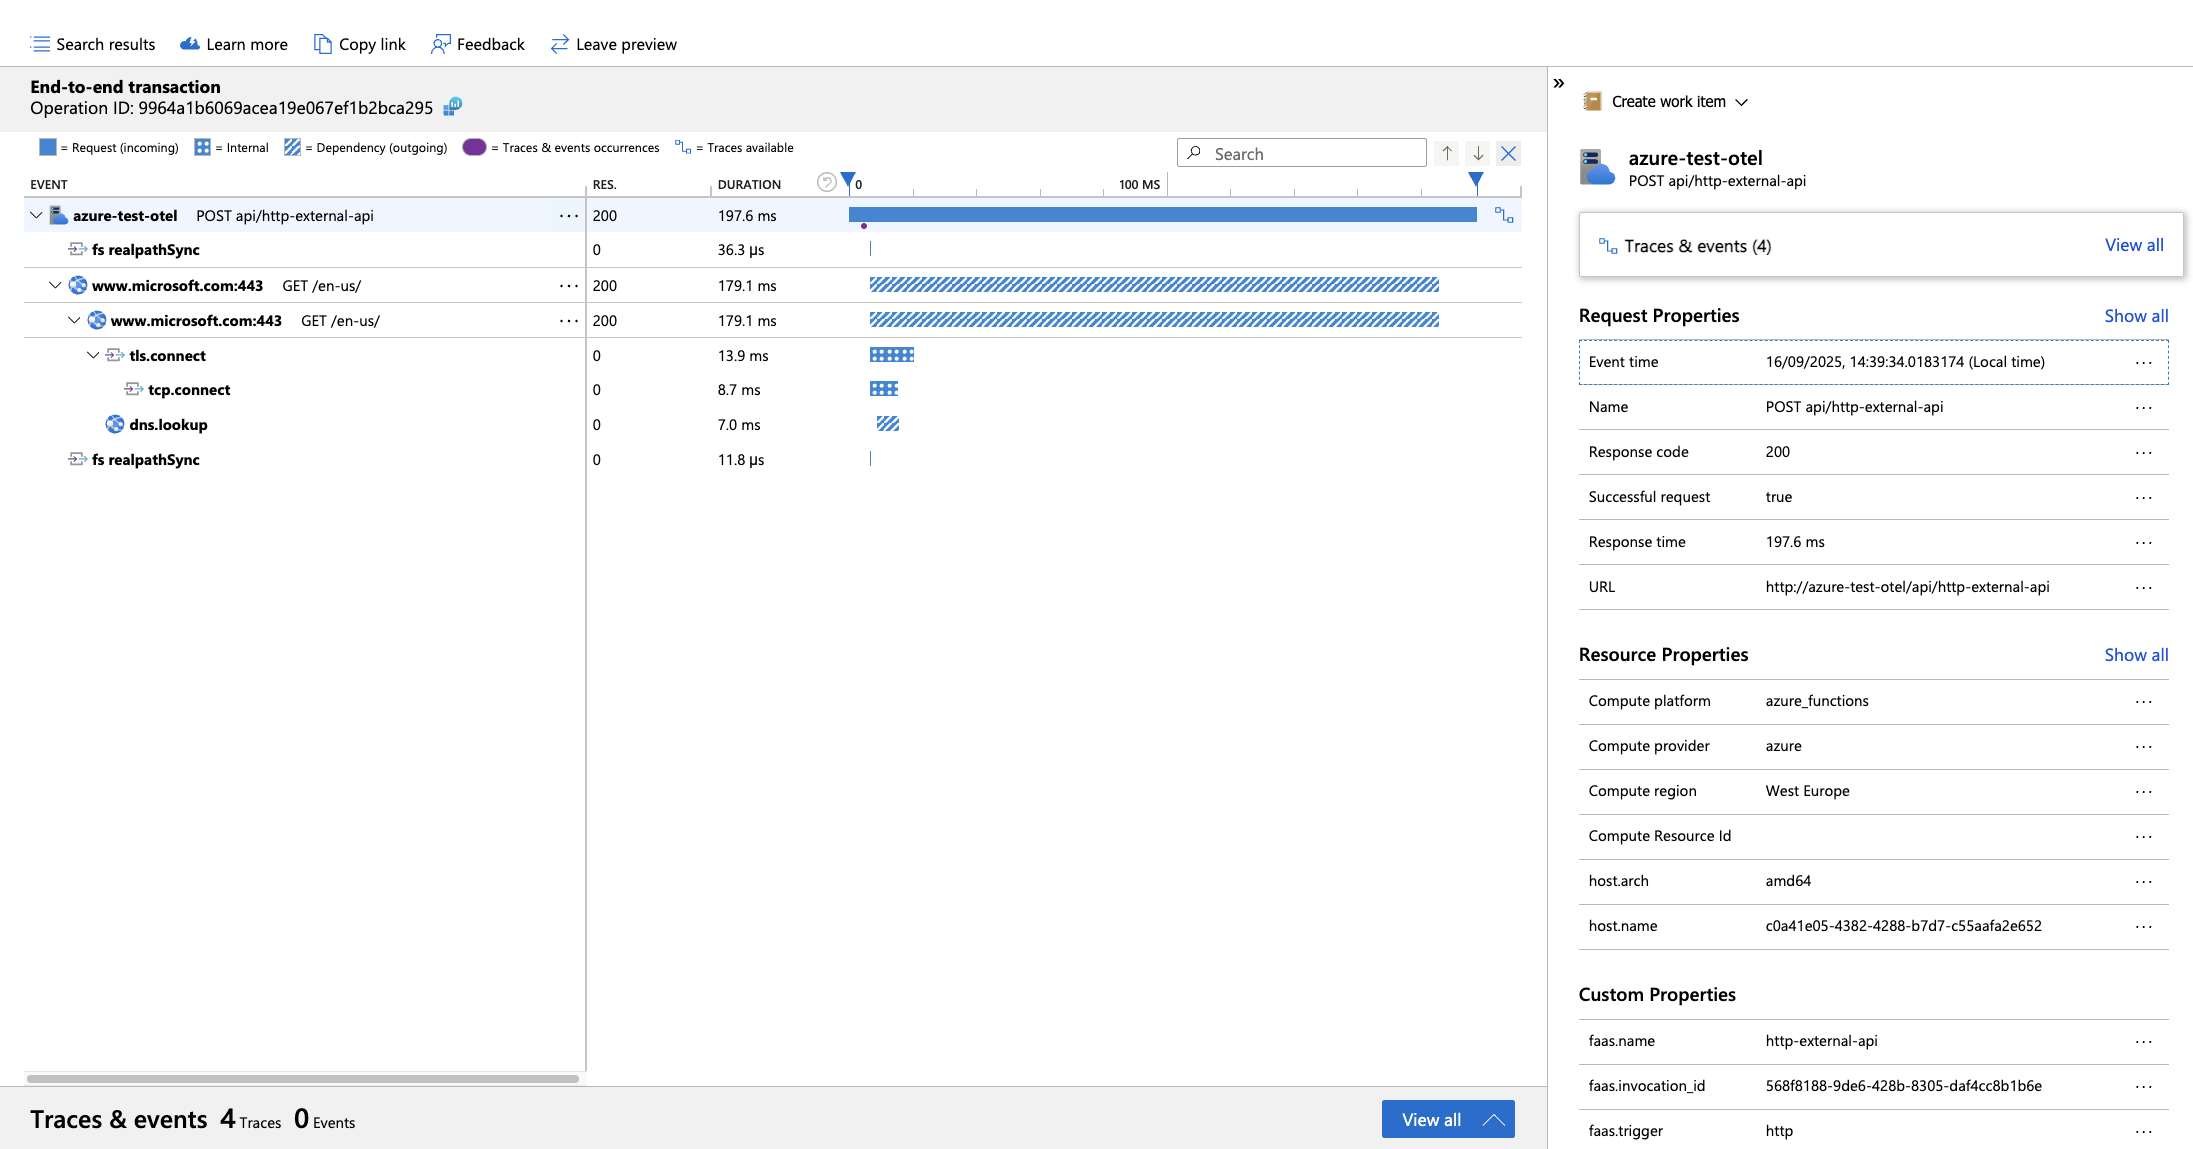 Search results Learn more Copy link Feedback Leave preview
End-to-end transaction
Operation ID: 9964a1b6069acea19e067ef1b2bca295
= Request (incoming) = Internal = Dependency (outgoing) = Traces & events occurrences = Traces available
Search
EVENT RES. DURATION 0 100 MS
azure-test-otel POST api/http-external-api ··· 200 197.6 ms
fs realpathSync 0 36.3 µs
www.microsoft.com:443 GET /en-us/ ··· 200 179.1 ms
www.microsoft.com:443 GET /en-us/ ··· 200 179.1 ms
tls.connect 0 13.9 ms
tcp.connect 0 8.7 ms
dns.lookup 0 7.0 ms
fs realpathSync 0 11.8 µs
Traces & events 4 Traces 0 Events
View all
Create work item
azure-test-otel
POST api/http-external-api
Traces & events (4) View all
Request Properties Show all
Event time 16/09/2025, 14:39:34.0183174 (Local time) ···
Name POST api/http-external-api ···
Response code 200 ···
Successful request true ···
Response time 197.6 ms ···
URL http://azure-test-otel/api/http-external-api ···
Resource Properties Show all
Compute platform azure_functions ···
Compute provider azure ···
Compute region West Europe ···
Compute Resource Id ···
host.arch amd64 ···
host.name c0a41e05-4382-4288-b7d7-c55aafa2e652 ···
Custom Properties
faas.name http-external-api ···
faas.invocation_id 568f8188-9de6-428b-8305-daf4cc8b1b6e ···
faas.trigger http ···